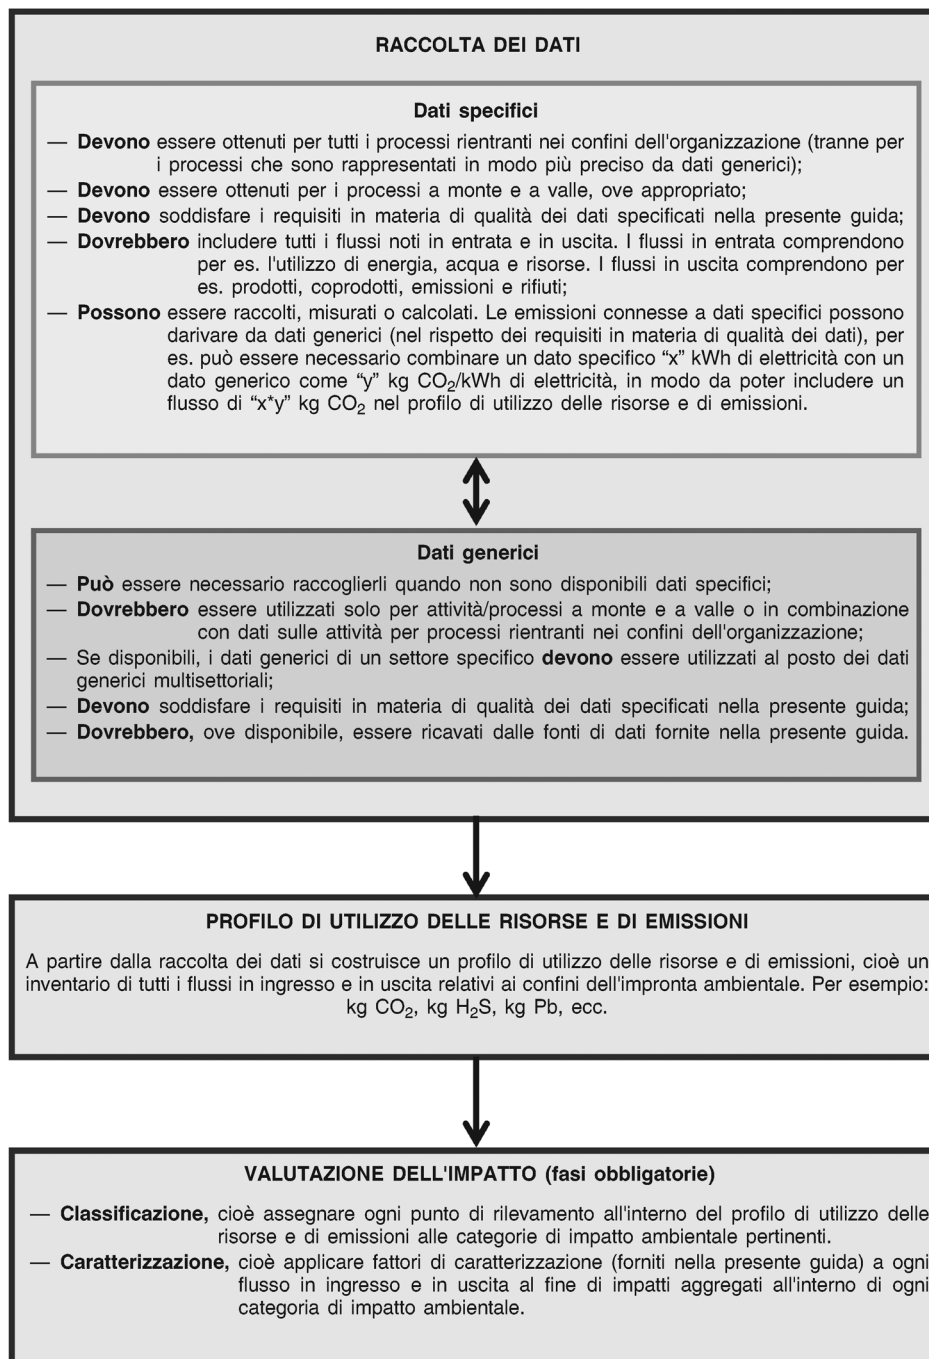 RACCOLTA DEI DATI
Dati specifici
— Devono essere ottenuti per tutti i processi rientranti nei confini dell'organizzazione (tranne per
i processi che sono rappresentati in modo più preciso da dati generici);
— Devono essere ottenuti per i processi a monte e a valle, ove appropriato;
— Devono soddisfare i requisiti in materia di qualità dei dati specificati nella presente guida;
— Dovrebbero includere tutti i flussi noti in entrata e in uscita. I flussi in entrata comprendono
per es. l'utilizzo di energia, acqua e risorse. I flussi in uscita comprendono per
es. prodotti, coprodotti, emissioni e rifiuti;
— Possono essere raccolti, misurati o calcolati. Le emissioni connesse a dati specifici possono
darivare da dati generici (nel rispetto dei requisiti in materia di qualità dei dati), per
es. può essere necessario combinare un dato specifico “x” kWh di elettricità con un
dato generico come “y” kg CO₂/kWh di elettricità, in modo da poter includere un
flusso di “x*y” kg CO₂ nel profilo di utilizzo delle risorse e di emissioni.
Dati generici
— Può essere necessario raccoglierli quando non sono disponibili dati specifici;
— Dovrebbero essere utilizzati solo per attività/processi a monte e a valle o in combinazione
con dati sulle attività per processi rientranti nei confini dell'organizzazione;
— Se disponibili, i dati generici di un settore specifico devono essere utilizzati al posto dei dati
generici multisettoriali;
— Devono soddisfare i requisiti in materia di qualità dei dati specificati nella presente guida;
— Dovrebbero, ove disponibile, essere ricavati dalle fonti di dati fornite nella presente guida.
PROFILO DI UTILIZZO DELLE RISORSE E DI EMISSIONI
A partire dalla raccolta dei dati si costruisce un profilo di utilizzo delle risorse e di emissioni, cioè un
inventario di tutti i flussi in ingresso e in uscita relativi ai confini dell'impronta ambientale. Per esempio:
kg CO₂, kg H₂S, kg Pb, ecc.
VALUTAZIONE DELL'IMPATTO (fasi obbligatorie)
— Classificazione, cioè assegnare ogni punto di rilevamento all'interno del profilo di utilizzo delle
risorse e di emissioni alle categorie di impatto ambientale pertinenti.
— Caratterizzazione, cioè applicare fattori di caratterizzazione (forniti nella presente guida) a ogni
flusso in ingresso e in uscita al fine di impatti aggregati all'interno di ogni
categoria di impatto ambientale.